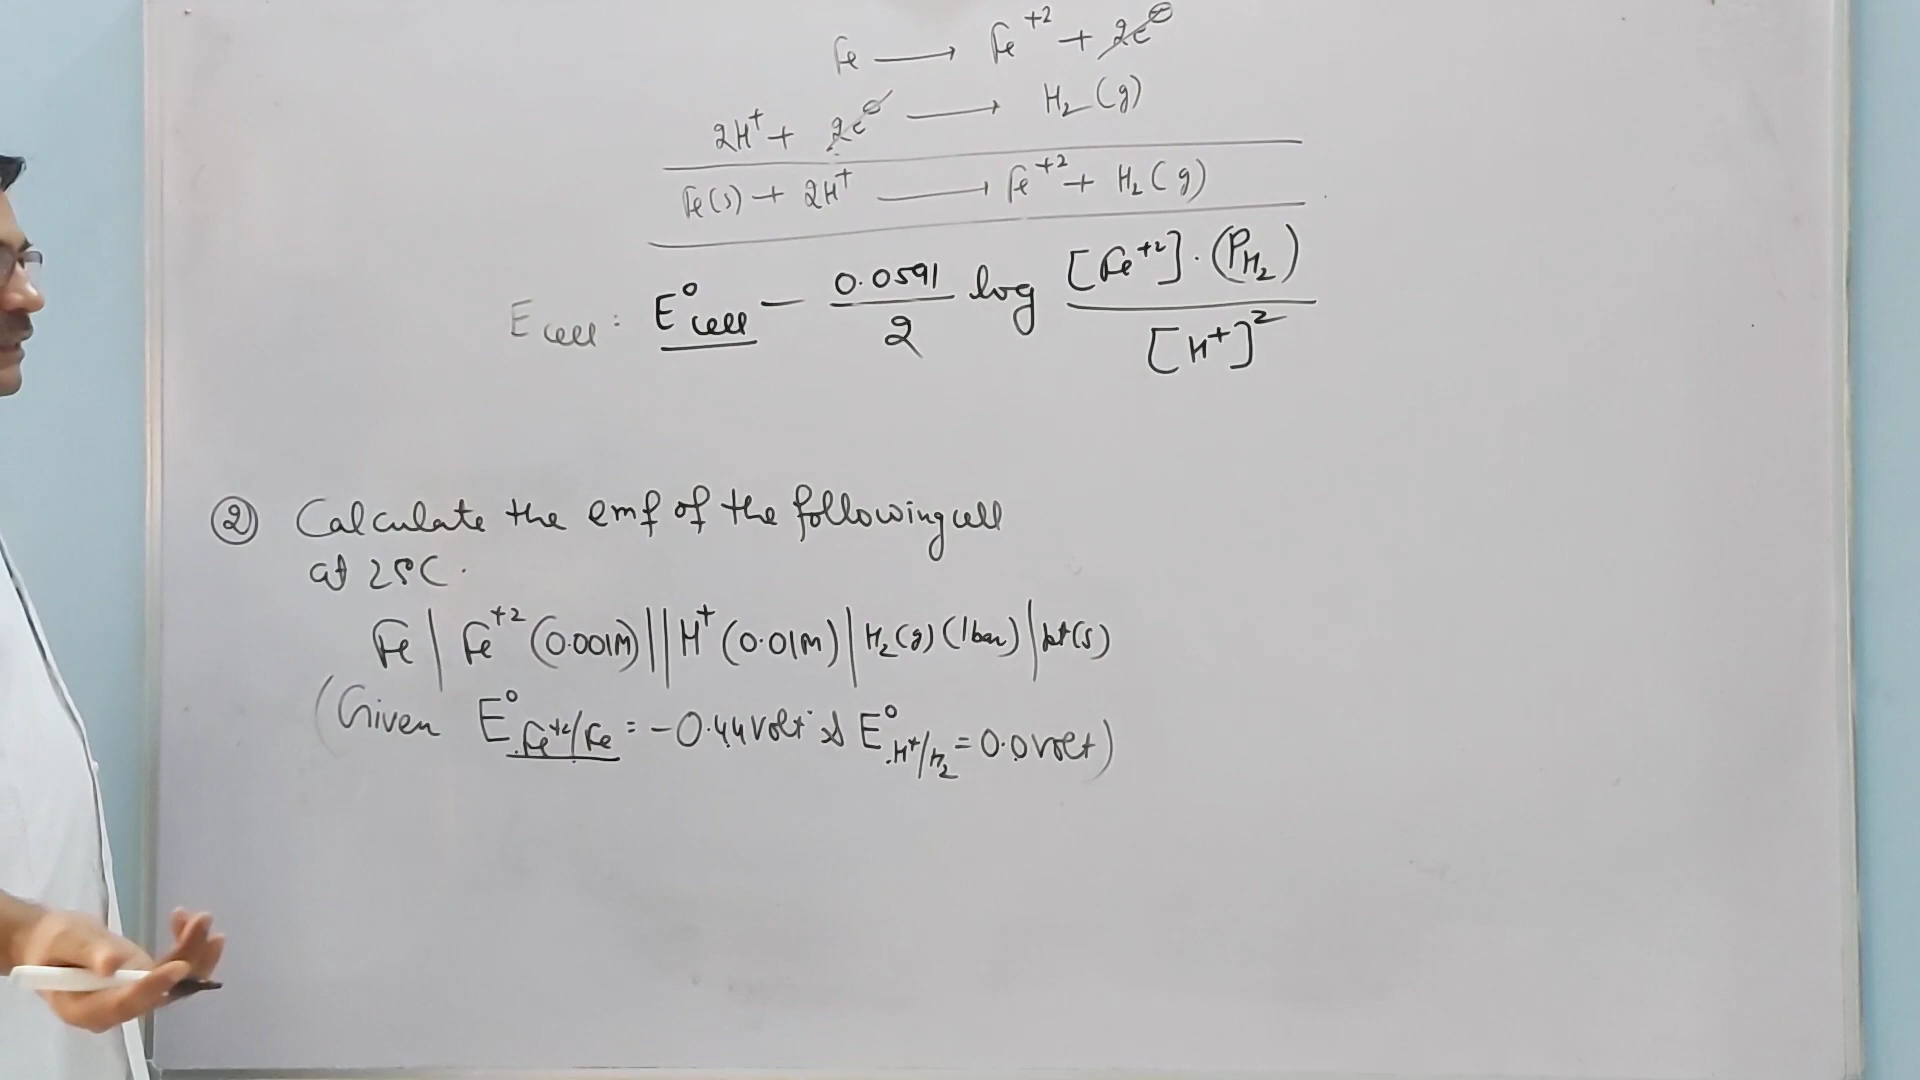 Fe ⟶ Fe⁺² + 2e⊖
2H⁺ + 2e⊖ ⟶ H₂(g)
Fe(s) + 2H⁺ ⟶ Fe⁺² + H₂(g)
E cell : E° cell − 0.0591/2 log [Fe⁺²]·(P_H₂)/[H⁺]²
② Calculate the emf of the following cell
at 25°C.
Fe | Fe⁺² (0.001M) || H⁺ (0.01M) | H₂(g) (1bar) | pt(s)
(Given E° Fe⁺²/Fe = −0.44 volt & E° H⁺/H₂ = 0.0 volt)